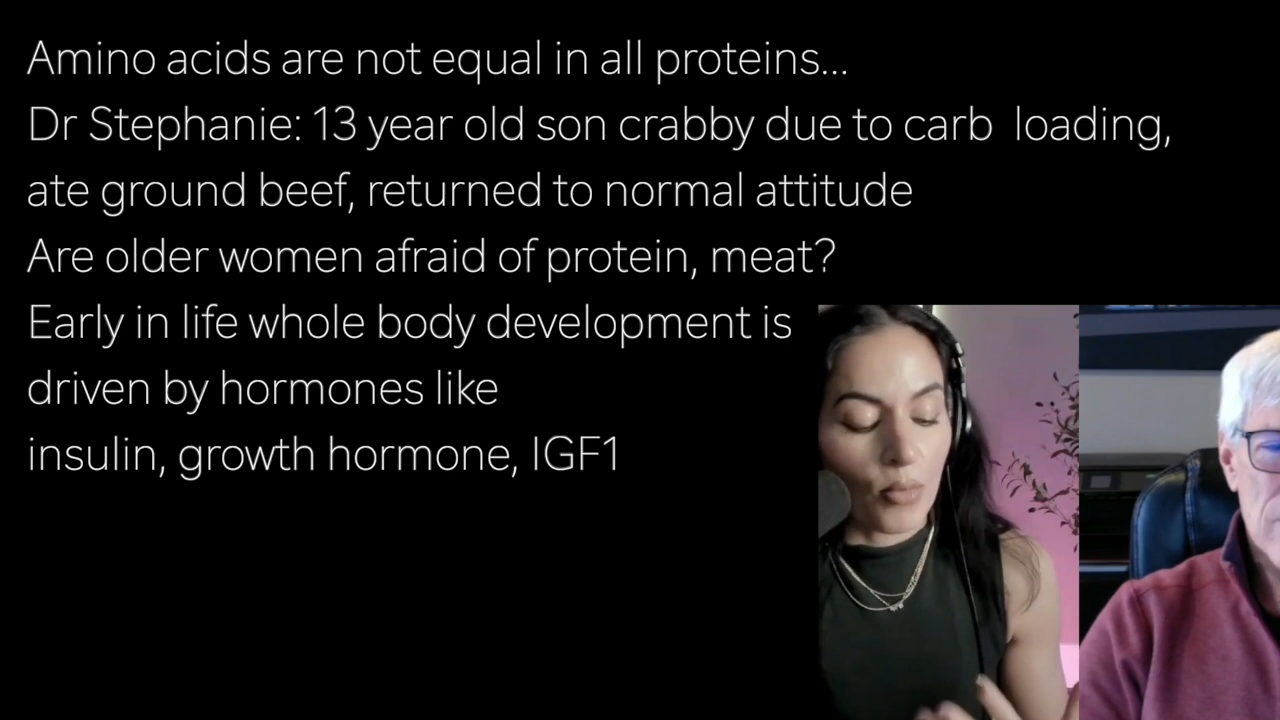 Amino acids are not equal in all proteins...
Dr Stephanie: 13 year old son crabby due to carb  loading,
ate ground beef, returned to normal attitude
Are older women afraid of protein, meat?
Early in life whole body development is
driven by hormones like
insulin, growth hormone, IGF1